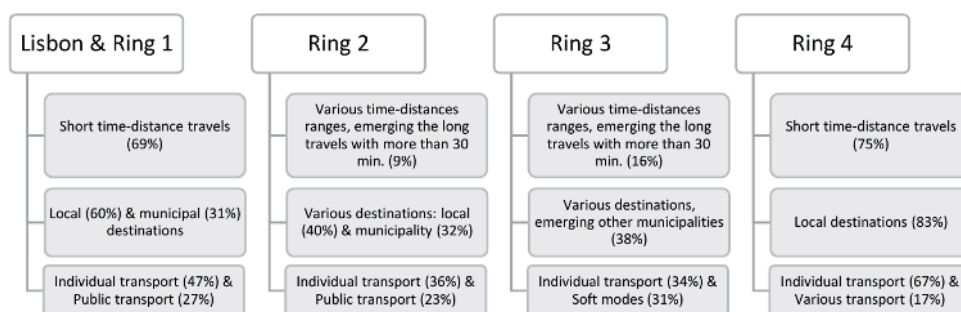 Lisbon & Ring 1
Short time-distance travels
(69%)
Local (60%) & municipal (31%)
destinations
Individual transport (47%) &
Public transport (27%)
Ring 2
Various time-distances
ranges, emerging the long
travels with more than 30
min. (9%)
Various destinations: local
(40%) & municipality (32%)
Individual transport (36%) &
Public transport (23%)
Ring 3
Various time-distances
ranges, emerging the long
travels with more than 30
min. (16%)
Various destinations,
emerging other municipalities
(38%)
Individual transport (34%) &
Soft modes (31%)
Ring 4
Short time-distance travels
(75%)
Local destinations (83%)
Individual transport (67%) &
Various transport (17%)